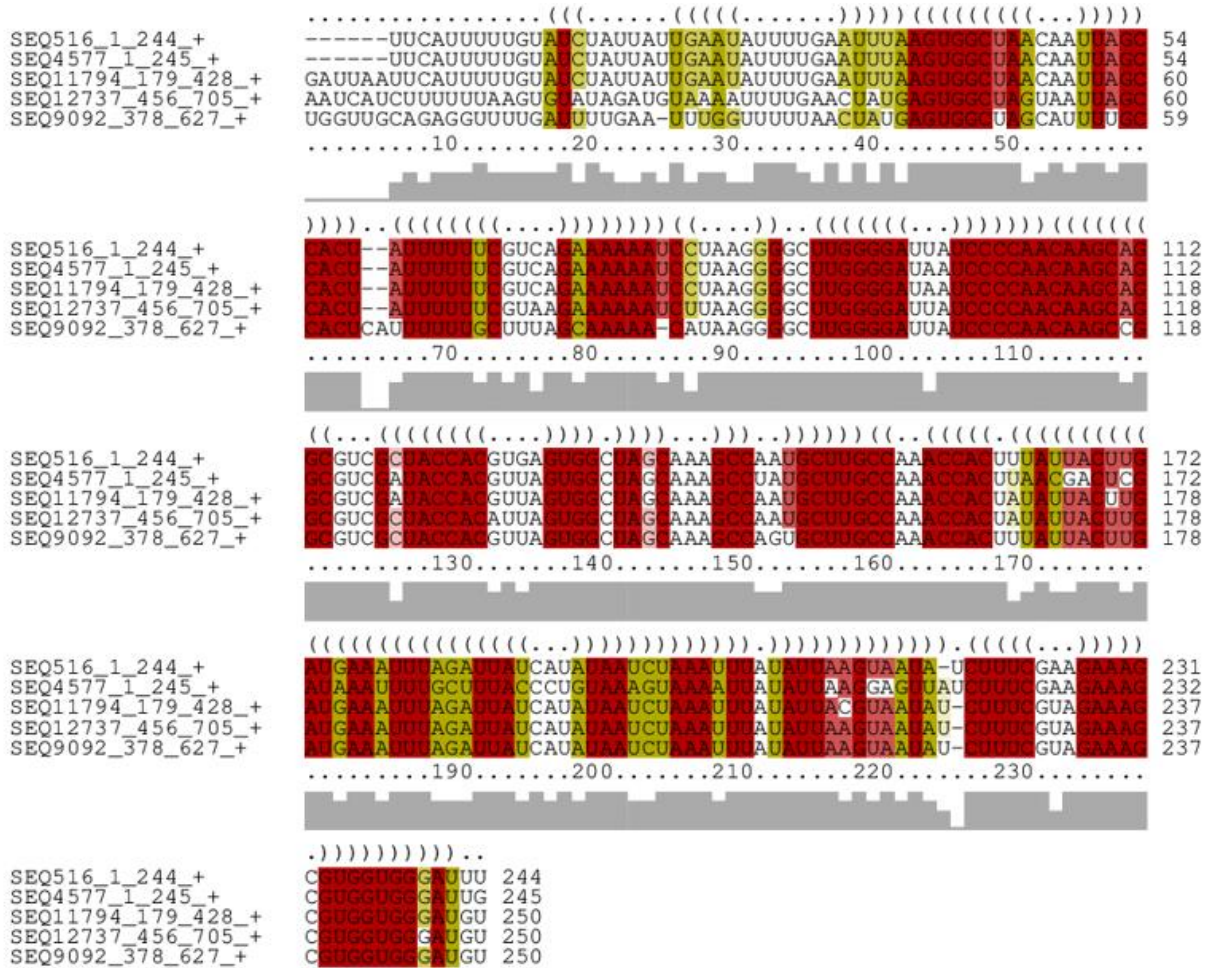 .................(((......(((((.......)))))(((((((((...)))))
SEQ516_1_244_+ ------UUCAUUUUUGUAUCUAUUAUUGAAUAUUUUGAAUUUAAGUGGCUAACAAUUAGC 54
SEQ4577_1_245_+ ------UUCAUUUUUGUAUCUAUUAUUGAAUAUUUUGAAUUUAAGUGGCUAACAAUUAGC 54
SEQ11794_179_428_+ GAUUAAUUCAUUUUUGUAUCUAUUAUUGAAUAUUUUGAAUUUAAGUGGCUAACAAUUAGC 60
SEQ12737_456_705_+ AAUCAUCUUUUUUAAGUGUAUAGAUGUAAAAUUUUGAACUAUGAGUGGCUAGUAAUUAGC 60
SEQ9092_378_627_+ UGGUUGCAGAGGUUUUGAUUUUGAA-UUUGGUUUUUAACUAUGAGUGGCUAGCAUUUUGC 59
.........10........20........30........40........50.........
))))..((((((((....))))))))((....))..(((((((...)))))))(((((((
SEQ516_1_244_+ CACU--AUUUUUUCGUCAGAAAAAAUCCUAAGGGGCUUGGGGAUUAUCCCCAACAAGCAG 112
SEQ4577_1_245_+ CACU--AUUUUUUCGUCAGAAAAAAUCCUAAGGGGCUUGGGGAUAAUCCCCAACAAGCAG 112
SEQ11794_179_428_+ CACU--AUUUUUUCGUCAGAAAAAAUCCUAAGGGGCUUGGGGAUAAUCCCCAACAAGCAG 118
SEQ12737_456_705_+ CACU--AUUUUUUCGUAAGAAAAAAUCUUAAGGGGCUUGGGGAUAAUCCCCAACAAGCAG 118
SEQ9092_378_627_+ CACUCAUUUUUUGCUUUAGCAAAAA-CAUAAGGGGCUUGGGGAUUAUCCCCAACAAGCCG 118
.........70........80........90........100.......110........
((...((((((((....)))).))))...)))..))))))((..(((((.((((((((((
SEQ516_1_244_+ GCGUCGCUACCACGUGAGUGGCUAGCAAAGCCAAUGCUUGCCAAACCACUUUAUUACUUG 172
SEQ4577_1_245_+ GCGUCGAUACCACGUUAGUGGCUAGCAAAGCCUAUGCUUGCCAAACCACUUAACGACUCG 172
SEQ11794_179_428_+ GCGUCGAUACCACGUUAGUGGCUAGCAAAGCCAAUGCUUGCCAAACCACUAUAUUACUUG 178
SEQ12737_456_705_+ GCGUCGCUACCACAUUAGUGGCUAGCAAAGCCAAUGCUUGCCAAACCACUAUAUUACUUG 178
SEQ9092_378_627_+ GCGUCGCUACCACGUUAGUGGCUAGCAAAGCCAGUGCUUGCCAAACCACUUUAUUACUUG 178
.........130.......140.......150.......160.......170........
((((((((((((((((...))))))))))))).))))))))))))).(((((...)))))
SEQ516_1_244_+ AUGAAAUUUAGAUUAUCAUAUAAUCUAAAUUUAUAUUAAGUAAUA-UCUUUCGAAGAAAG 231
SEQ4577_1_245_+ AUAAAUUUUGCUUUACCCUGUAAAGUAAAAUUAUAUUAAGGAGUUAUCUUUCGAAGAAAG 232
SEQ11794_179_428_+ AUGAAAUUUAGAUUAUCAUAUAAUCUAAAUUUAUAUUACGUAAUAU-CUUUCGUAGAAAG 237
SEQ12737_456_705_+ AUGAAAUUUAGAUUAUCAUAUAAUCUAAAUUUAUAUUAAGUAAUAU-CUUUCGUAGAAAG 237
SEQ9092_378_627_+ AUGAAAUUUAGAUUAUCAUAUAAUCUAAAUUUAUAUUAAGUAAUAU-CUUUCGUAGAAAG 237
.........190.......200.......210.......220.......230........
.))))))))))..
SEQ516_1_244_+ CGUGGUGGGAUUU 244
SEQ4577_1_245_+ CGUGGUGGGAUUG 245
SEQ11794_179_428_+ CGUGGUGGGAUGU 250
SEQ12737_456_705_+ CGUGGUGGGAUGU 250
SEQ9092_378_627_+ CGUGGUGGGAUGU 250